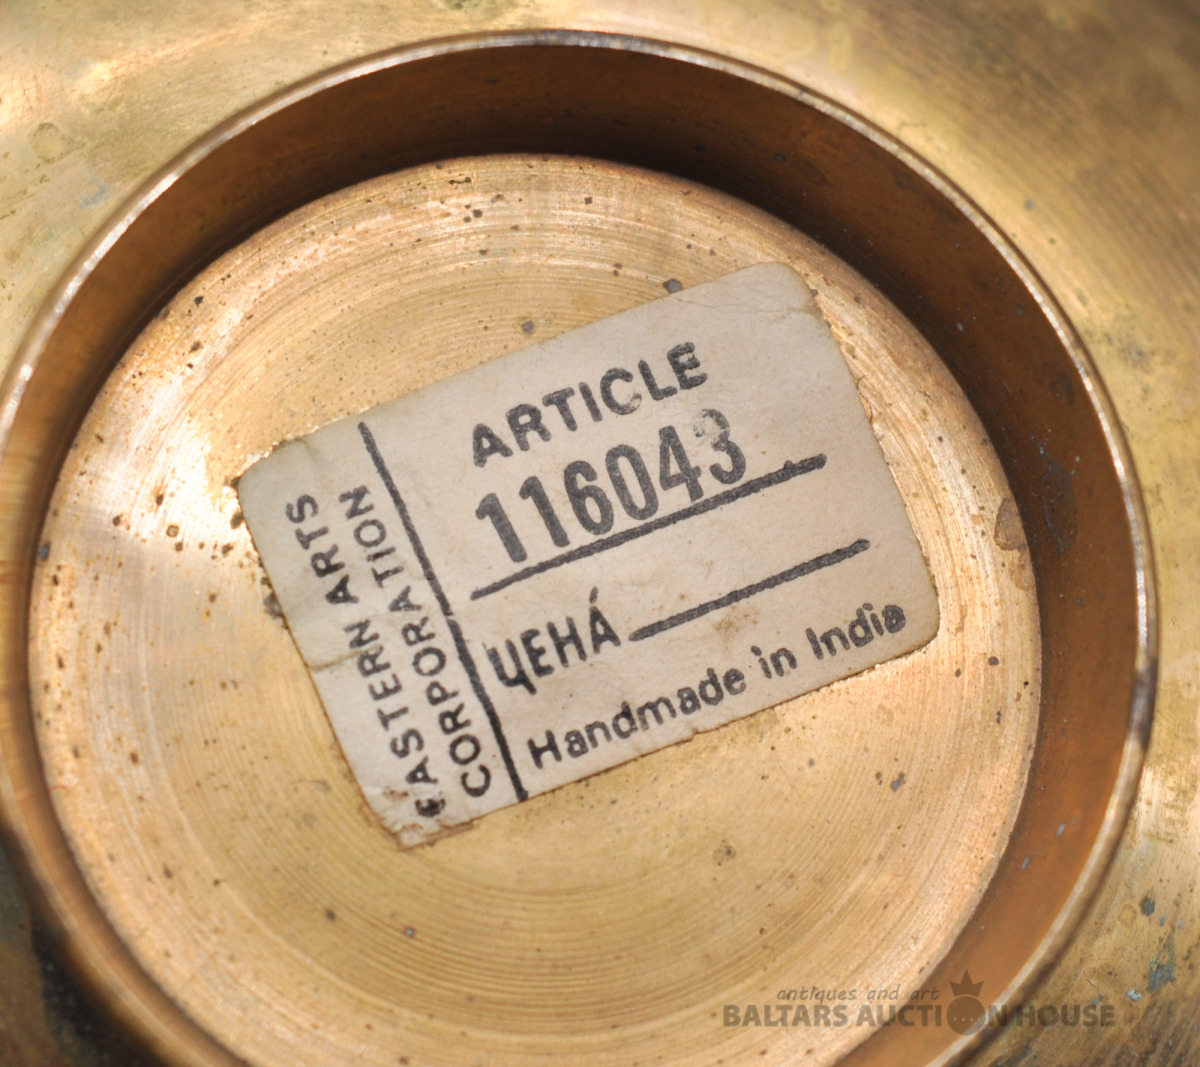 EASTERN ARTS
CORPORATION
ARTICLE
116043
ЦЕНА́
Handmade in India
antiques and art
BALTARS AUCTION HOUSE